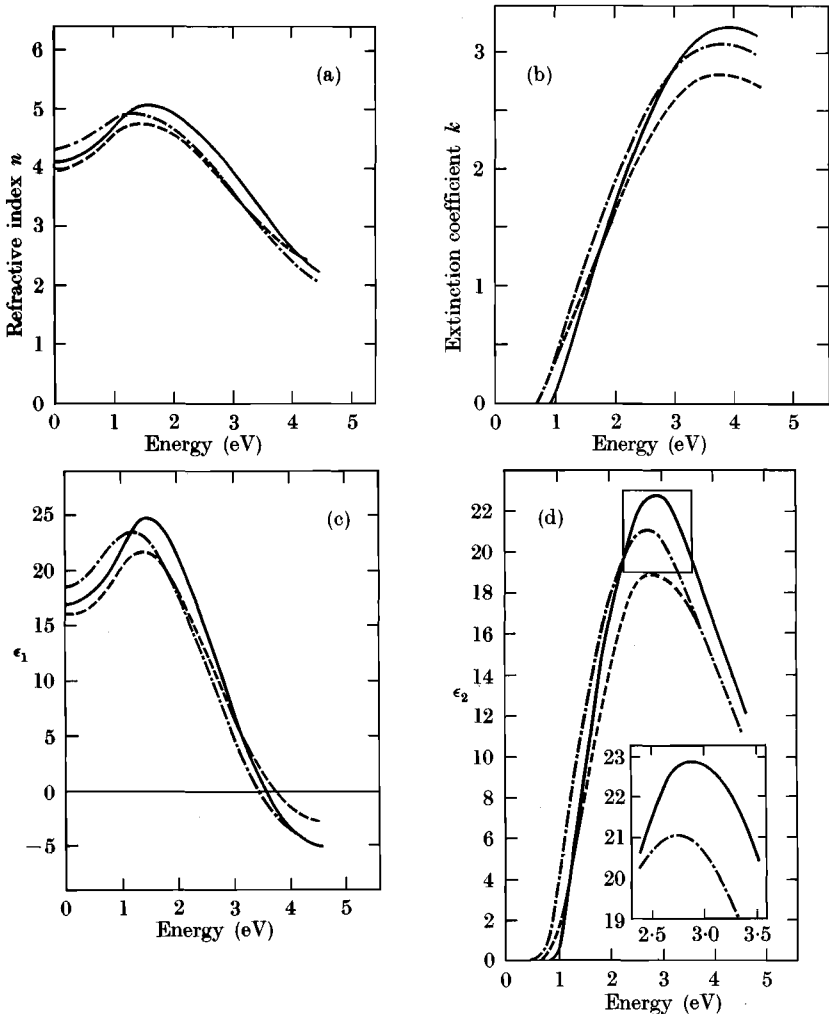 6
5
4
3
2
1
0
Refractive index n
(a)
0 1 2 3 4 5
Energy (eV)
3
2
1
0
Extinction coefficient k
(b)
0 1 2 3 4 5
Energy (eV)
25
20
15
10
5
0
−5
ϵ1
(c)
0 1 2 3 4 5
Energy (eV)
22
20
18
16
14
12
10
8
6
4
2
0
ϵ2
(d)
23
22
21
20
19
2·5 3·0 3·5
0 1 2 3 4 5
Energy (eV)